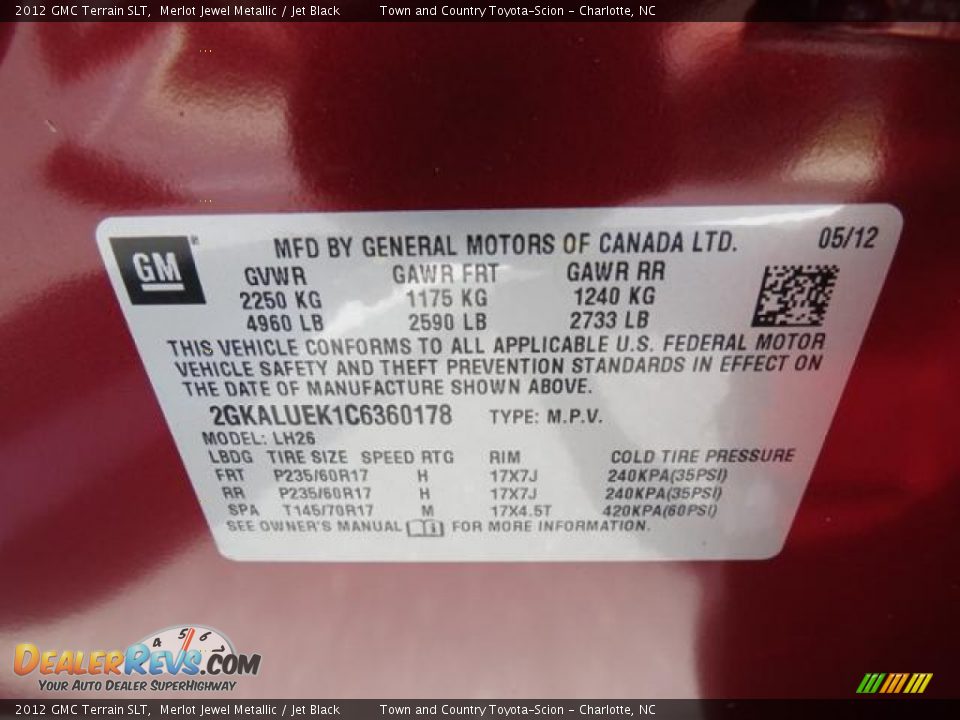 2012 GMC Terrain SLT, Merlot Jewel Metallic / Jet Black Town and Country Toyota-Scion - Charlotte, NC
GM
MFD BY GENERAL MOTORS OF CANADA LTD. 05/12
GVWR GAWR FRT GAWR RR
2250 KG 1175 KG 1240 KG
4960 LB 2590 LB 2733 LB
THIS VEHICLE CONFORMS TO ALL APPLICABLE U.S. FEDERAL MOTOR
VEHICLE SAFETY AND THEFT PREVENTION STANDARDS IN EFFECT ON
THE DATE OF MANUFACTURE SHOWN ABOVE.
2GKALUEK1C6360178 TYPE: M.P.V.
MODEL: LH26
LBDG TIRE SIZE SPEED RTG RIM COLD TIRE PRESSURE
FRT P235/60R17 H 17X7J 240KPA(35PSI)
RR P235/60R17 H 17X7J 240KPA(35PSI)
SPA T145/70R17 M 17X4.5T 420KPA(60PSI)
SEE OWNER'S MANUAL FOR MORE INFORMATION.
4 5 6
DEALERREVS.COM
YOUR AUTO DEALER SUPERHIGHWAY
2012 GMC Terrain SLT, Merlot Jewel Metallic / Jet Black Town and Country Toyota-Scion - Charlotte, NC